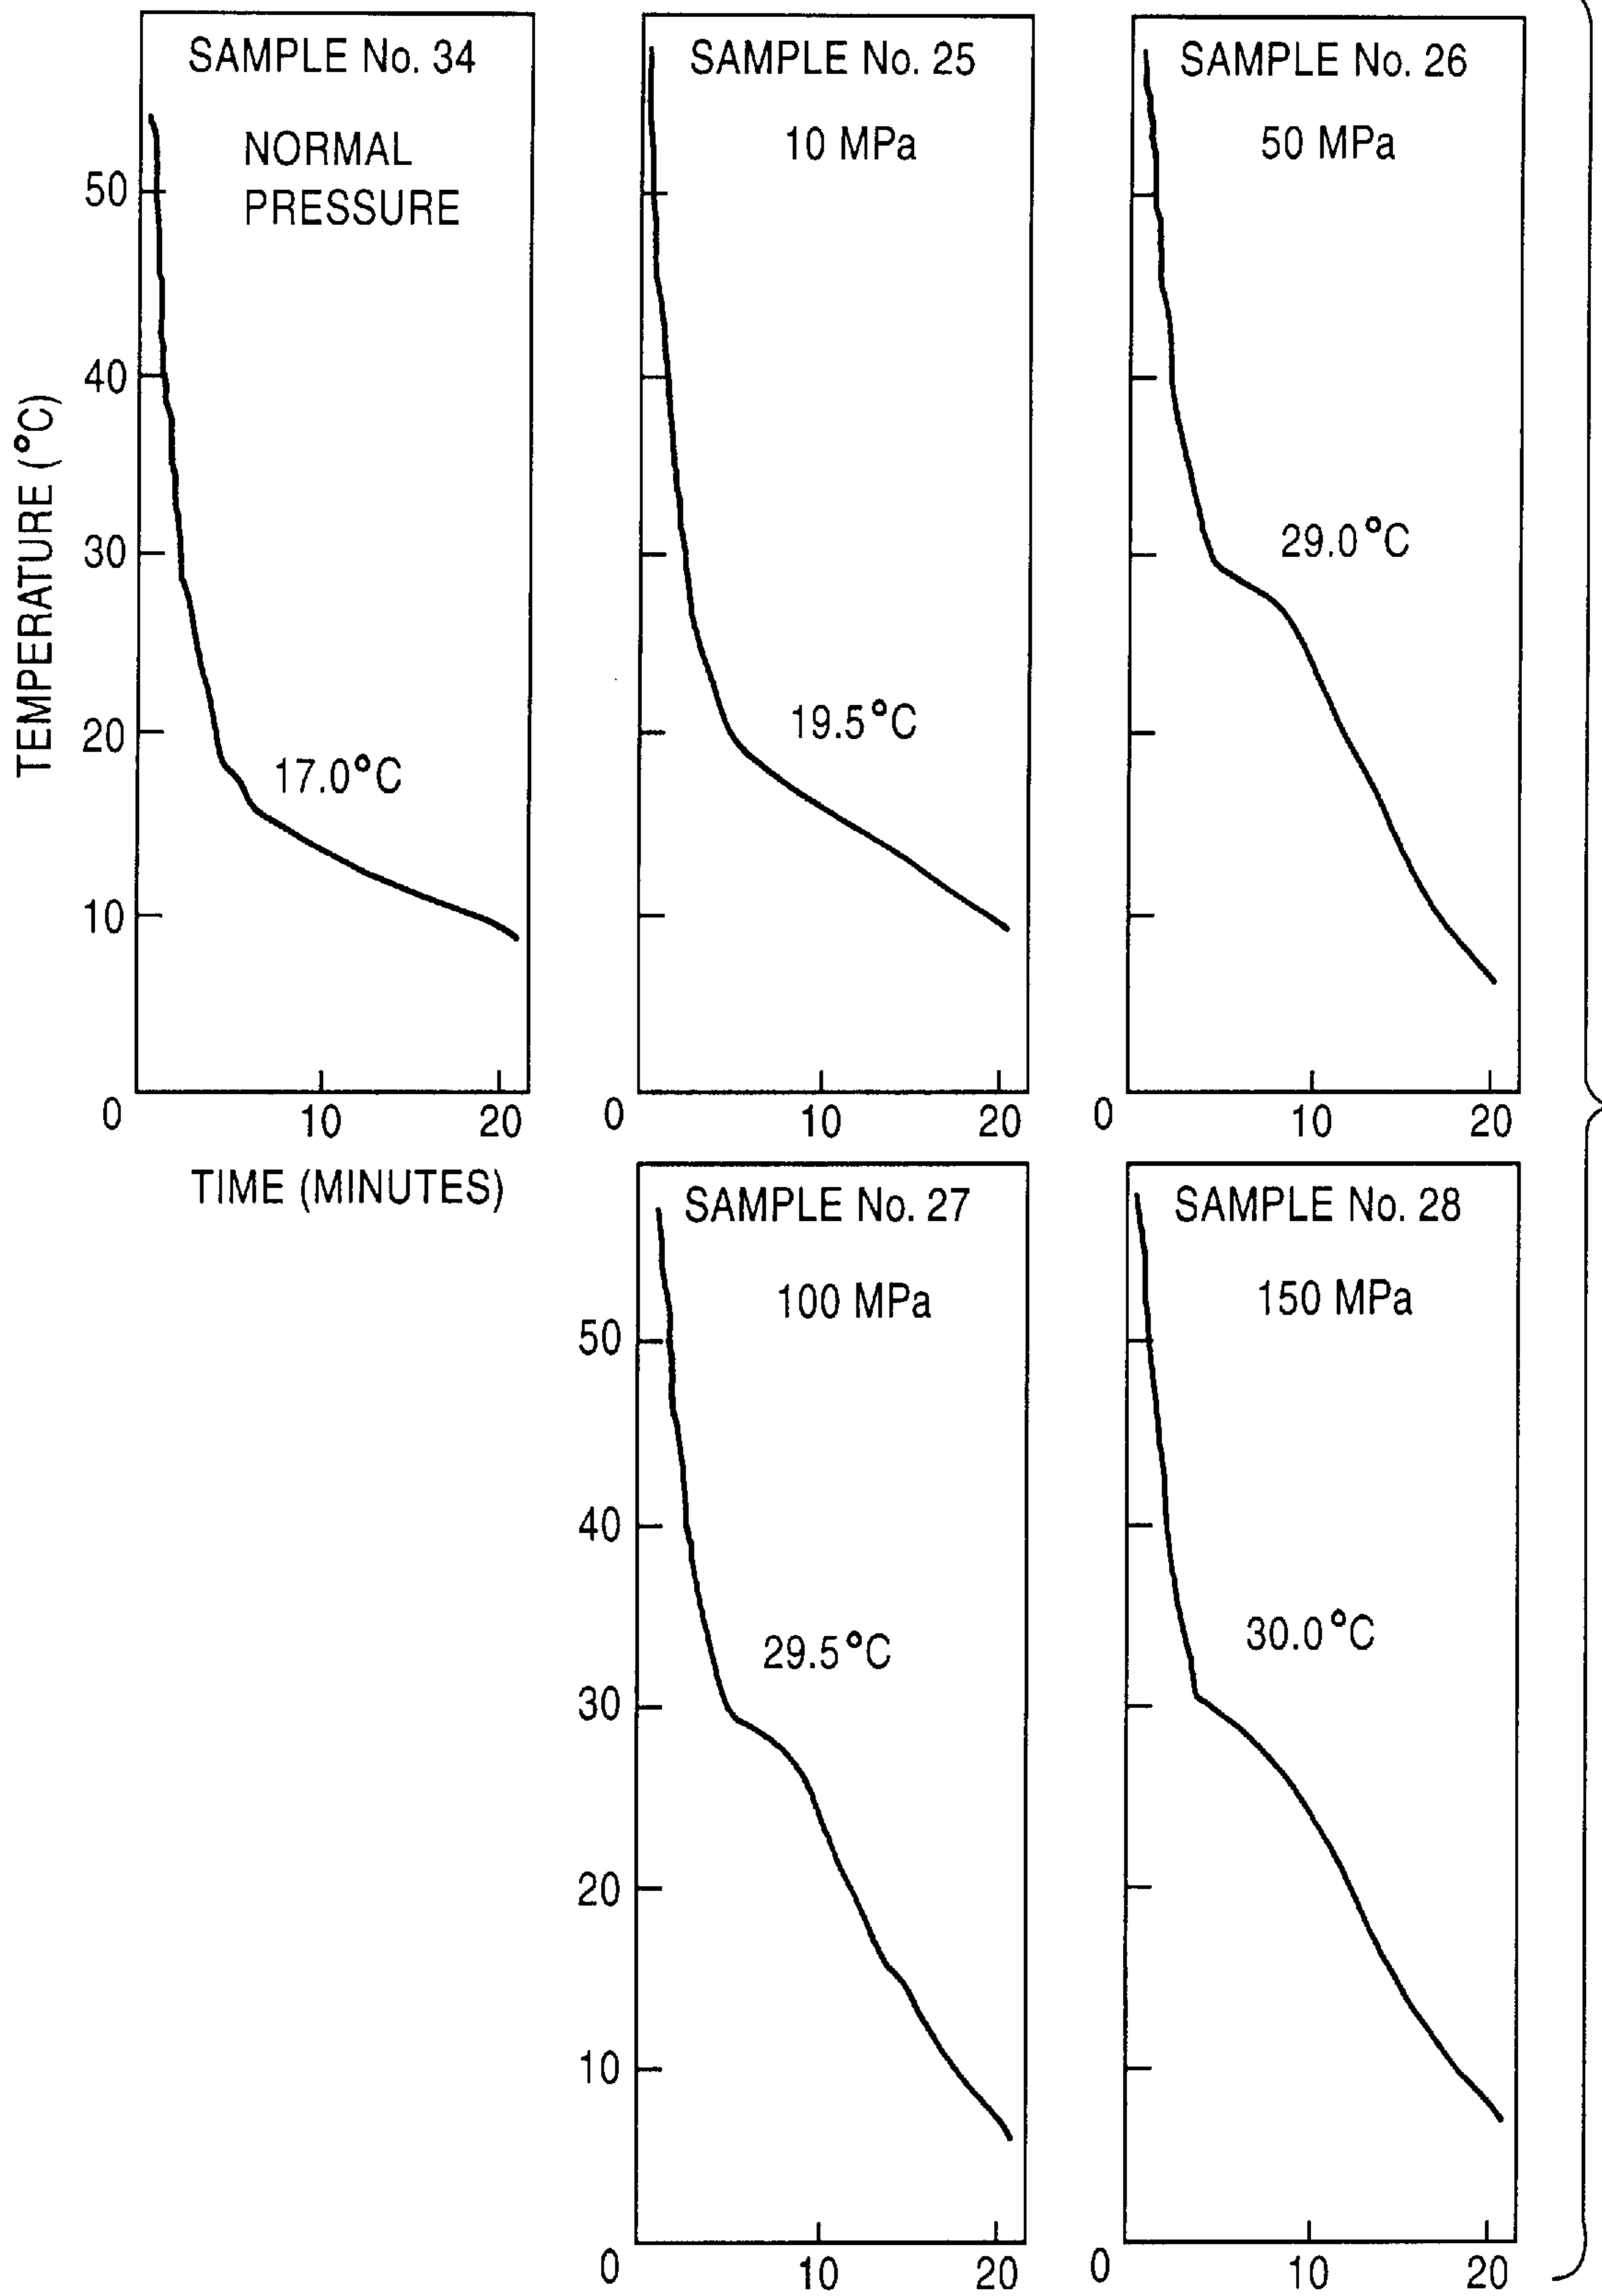 SAMPLE No. 34
NORMAL
PRESSURE
TEMPERATURE (°C)
50
40
30
20
10
0
17.0°C
10
20
TIME (MINUTES)
SAMPLE No. 25
10 MPa
19.5°C
0
10
20
SAMPLE No. 26
50 MPa
29.0°C
0
10
20
SAMPLE No. 27
100 MPa
50
40
30
20
10
0
29.5°C
10
20
SAMPLE No. 28
150 MPa
30.0°C
0
10
20